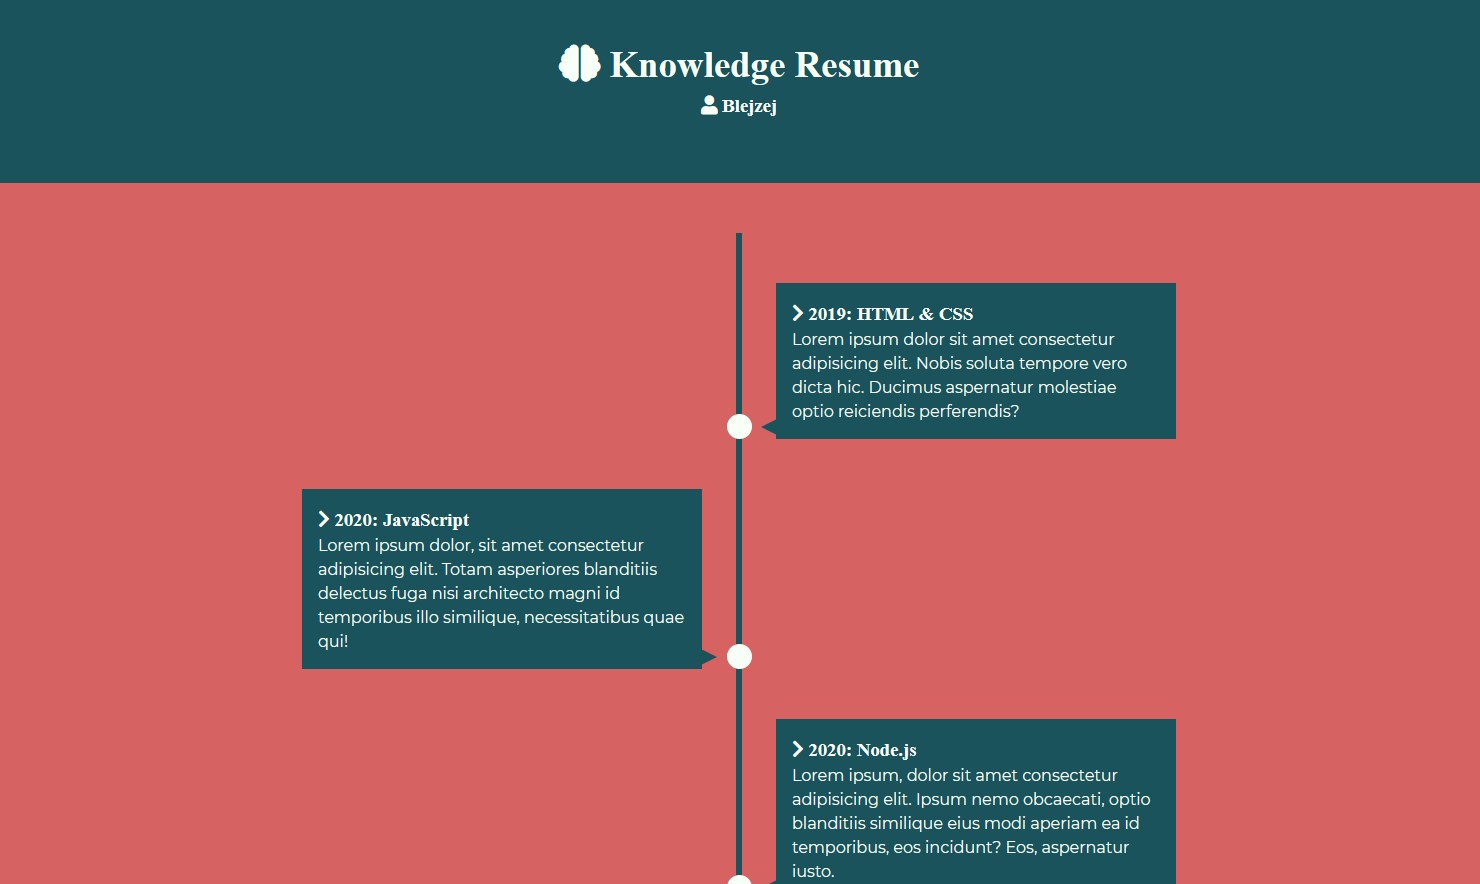 Knowledge Resume
Blejzej
2019: HTML & CSS
Lorem ipsum dolor sit amet consectetur
adipisicing elit. Nobis soluta tempore vero
dicta hic. Ducimus aspernatur molestiae
optio reiciendis perferendis?
2020: JavaScript
Lorem ipsum dolor, sit amet consectetur
adipisicing elit. Totam asperiores blanditiis
delectus fuga nisi architecto magni id
temporibus illo similique, necessitatibus quae
qui!
2020: Node.js
Lorem ipsum, dolor sit amet consectetur
adipisicing elit. Ipsum nemo obcaecati, optio
blanditiis similique eius modi aperiam ea id
temporibus, eos incidunt? Eos, aspernatur
iusto.